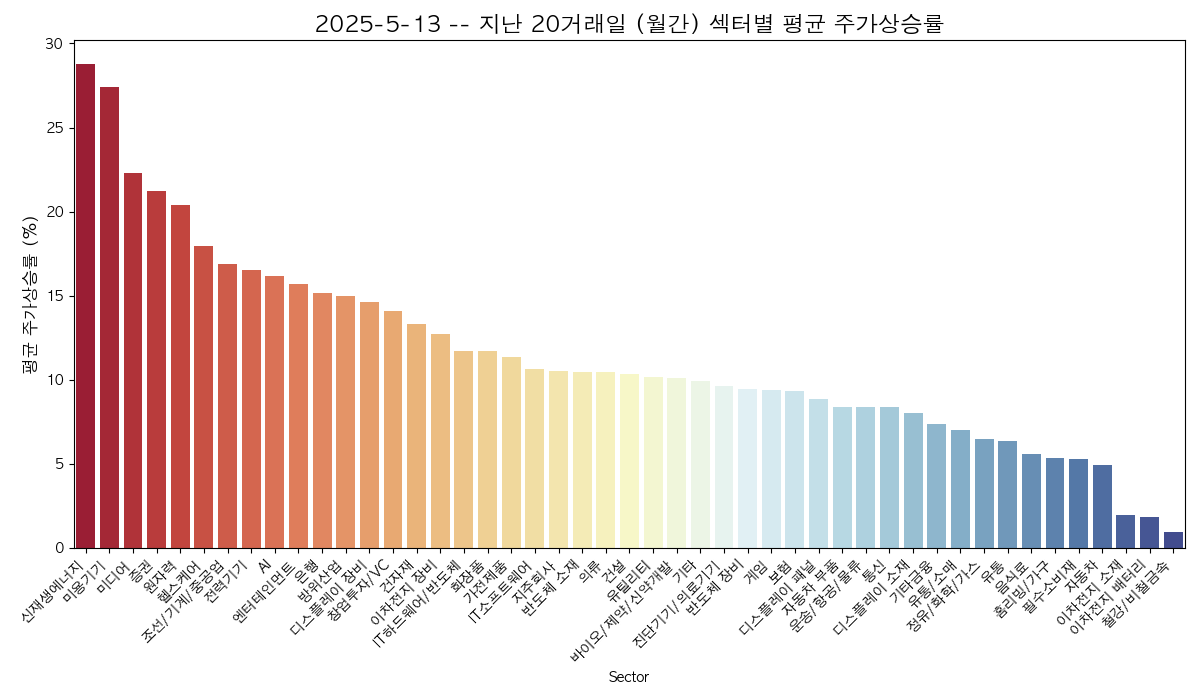 2025-5-13 -- 지난 20거래일 (월간) 섹터별 평균 주가상승률
평균 주가상승률 (%)
30
25
20
15
10
5
0
신재생에너지
미용기기
미디어
증권
원자력
헬스케어
조선/기계/중공업
전력기기
AI
엔터테인먼트
은행
방위산업
디스플레이 장비
창업투자/VC
건자재
이차전지 장비
IT하드웨어/반도체
화장품
가전제품
IT소프트웨어
지주회사
반도체 소재
의류
건설
유틸리티
바이오/제약/신약개발
기타
진단기기/의료기기
반도체 장비
게임
보험
디스플레이 패널
자동차 부품
운송/항공/물류
통신
디스플레이 소재
기타금융
유통/소매
정유/화학/가스
유통
음식료
홈리빙/가구
필수소비재
자동차
이차전지 소재
이차전지 배터리
철강/비철금속
Sector